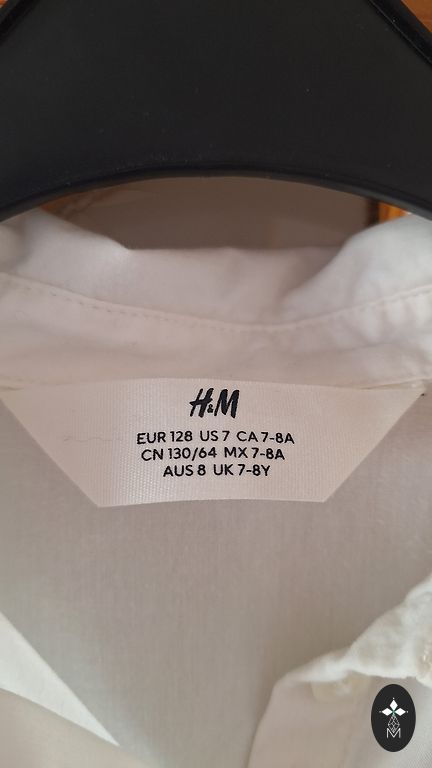 H&M
EUR 128 US 7 CA 7-8A
CN 130/64 MX 7-8A
AUS 8 UK 7-8Y
M